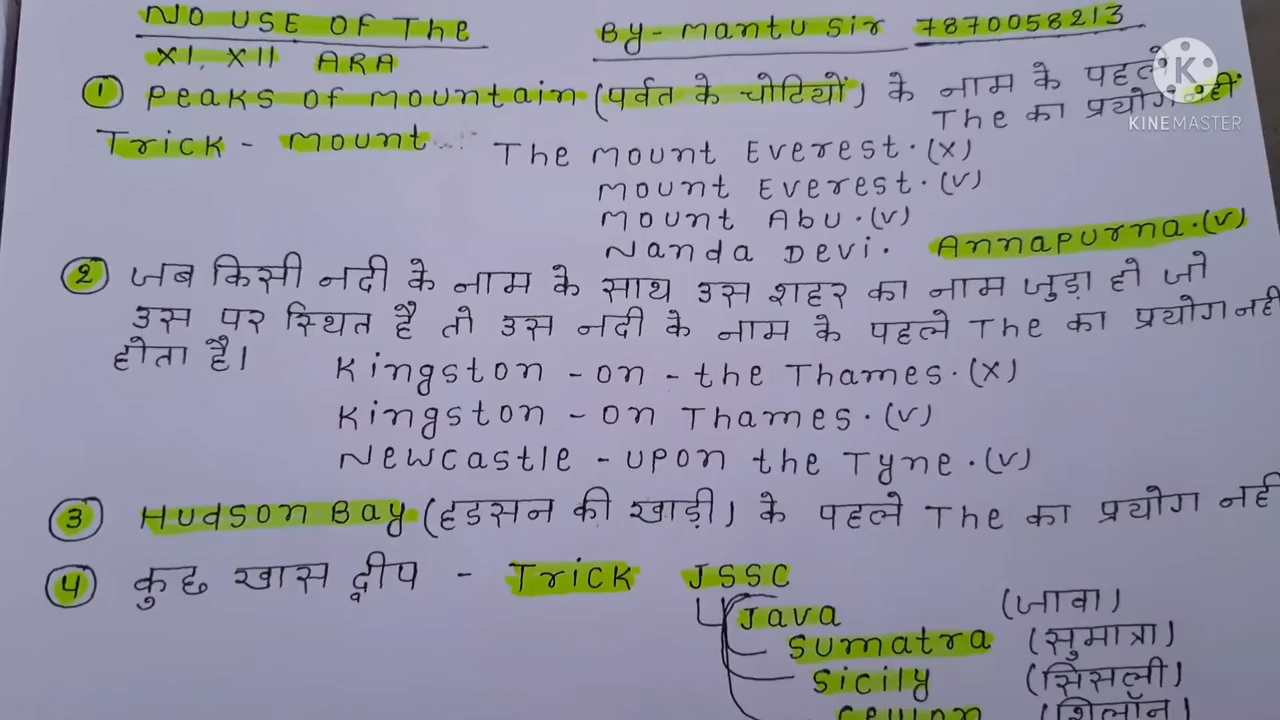 NO USE OF The By- Mantu Sir 7870058213
XI, XII ARA
① Peaks of Mountain (पर्वत के चोटियों) के नाम के पहले
The का प्रयोग नहीं
K
KINEMASTER
Trick - Mount
The Mount Everest. (x)
Mount Everest. (v)
Mount Abu. (v)
Nanda Devi. Annapurna. (v)
② जब किसी नदी के नाम के साथ उस शहर का नाम जुड़ा हो जो
उस पर स्थित है तो उस नदी के नाम के पहले The का प्रयोग नही
होता है।
Kingston - on - the Thames. (x)
Kingston - on Thames. (v)
Newcastle - upon the Tyne. (v)
③ Hudson Bay (हडसन की खाड़ी) के पहले The का प्रयोग नही
④ कुछ खास द्वीप - Trick JSSC
Java (जावा)
Sumatra (सुमात्रा)
Sicily (सिसली)
Ceylon (शिलॉन)